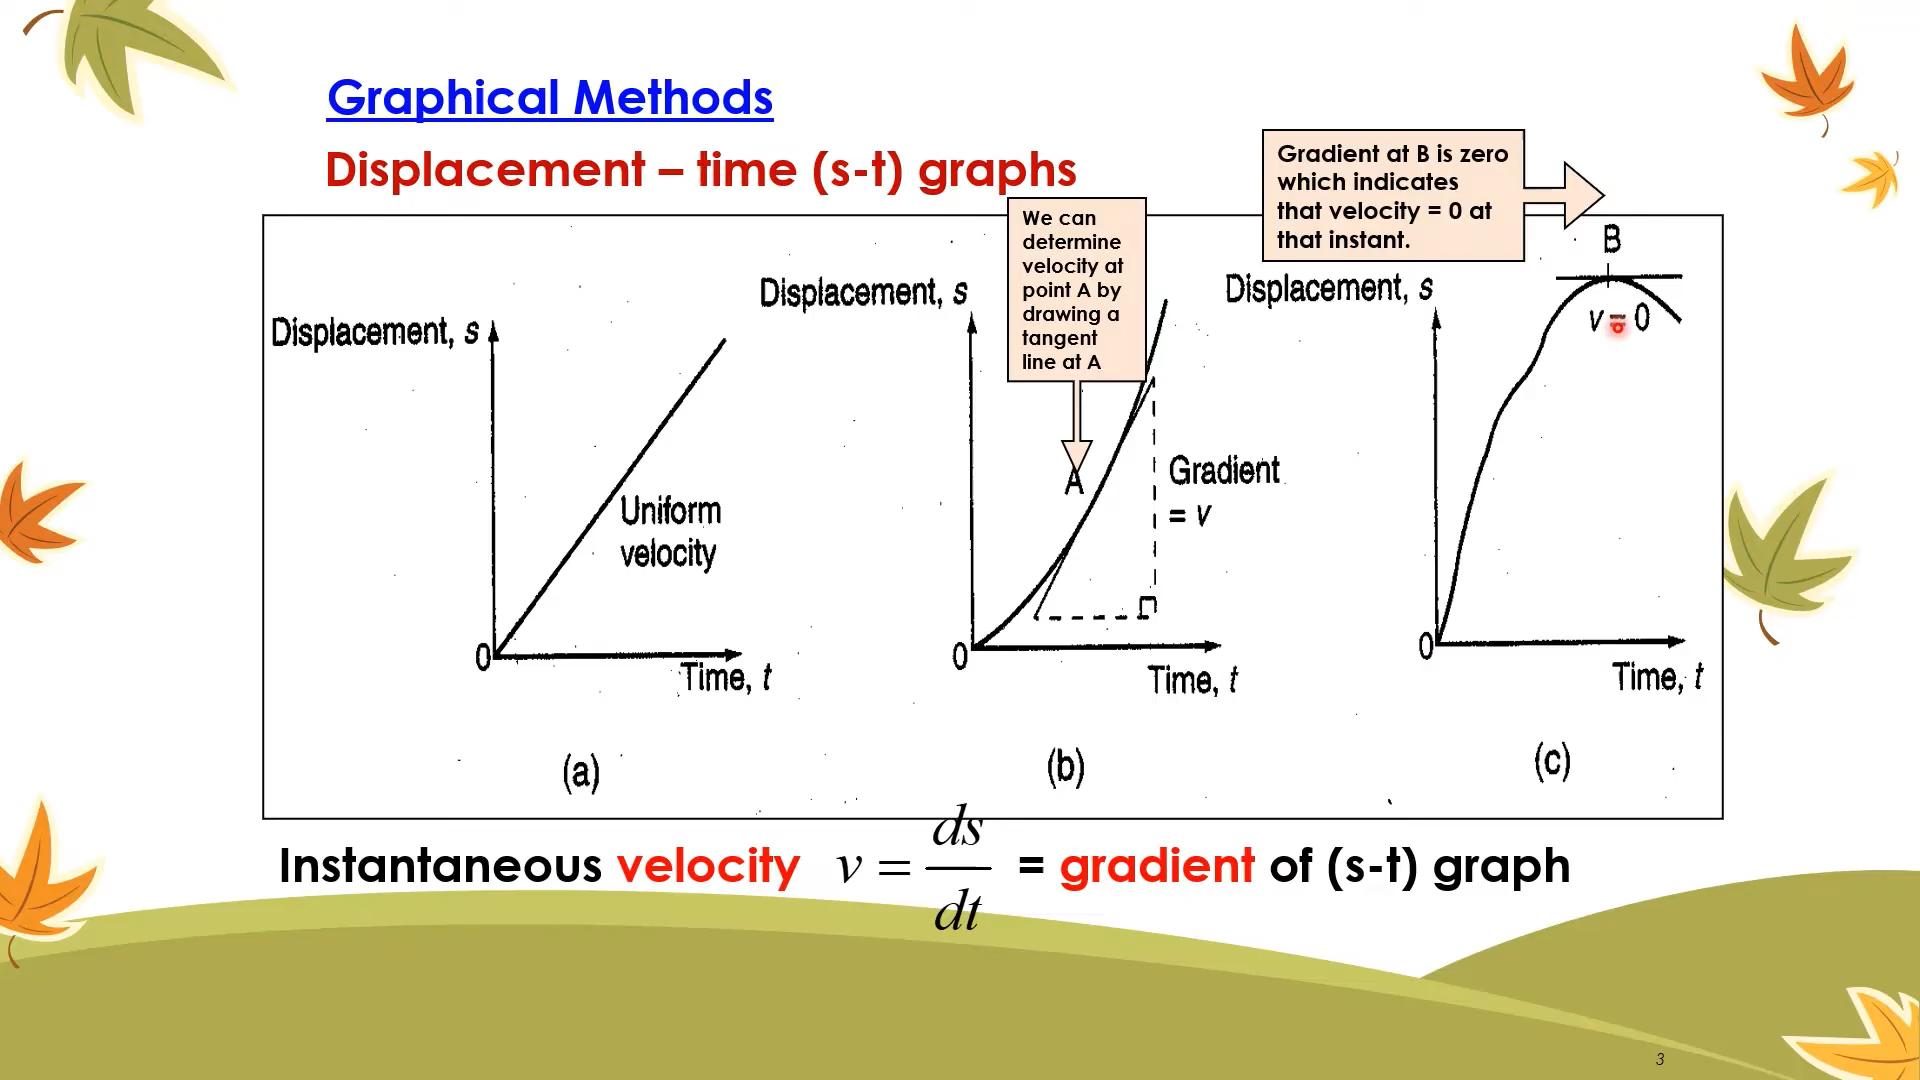 Graphical Methods
Displacement – time (s-t) graphs
Gradient at B is zero
which indicates
that velocity = 0 at
that instant.
We can
determine
velocity at
point A by
drawing a
tangent
line at A
Displacement, s
Uniform
velocity
0
Time, t
(a)
Displacement, s
A
Gradient
= v
0
Time, t
(b)
Displacement, s
B
v = 0
0
Time, t
(c)
Instantaneous velocity v = ds/dt = gradient of (s-t) graph
3